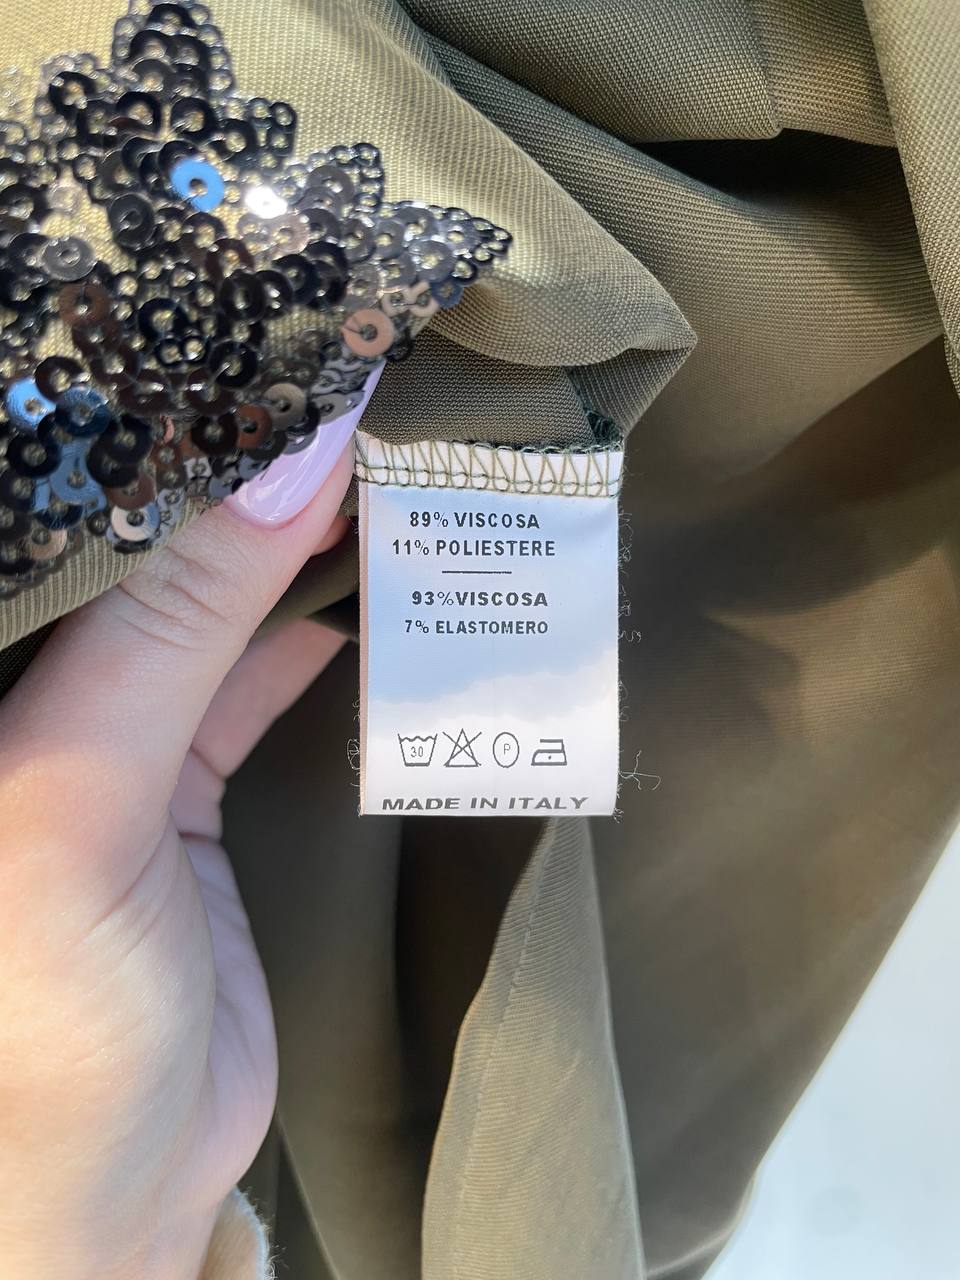 89% VISCOSA
11% POLIESTERE
93% VISCOSA
7% ELASTOMERO
30 P
MADE IN ITALY